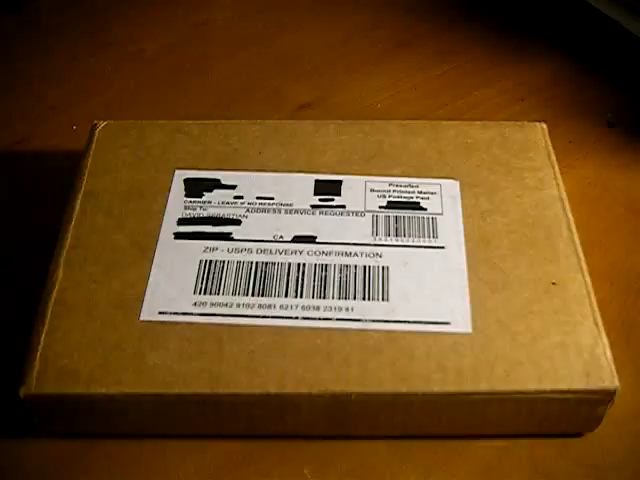 Presorted
Bound Printed Matter
US Postage Paid
CARRIER - LEAVE IF NO RESPONSE
Ship To:
ADDRESS SERVICE REQUESTED
DAVID SEBASTIAN
CA
ZIP - USPS DELIVERY CONFIRMATION
420 90042 9102 8081 6217 6038 2319 81